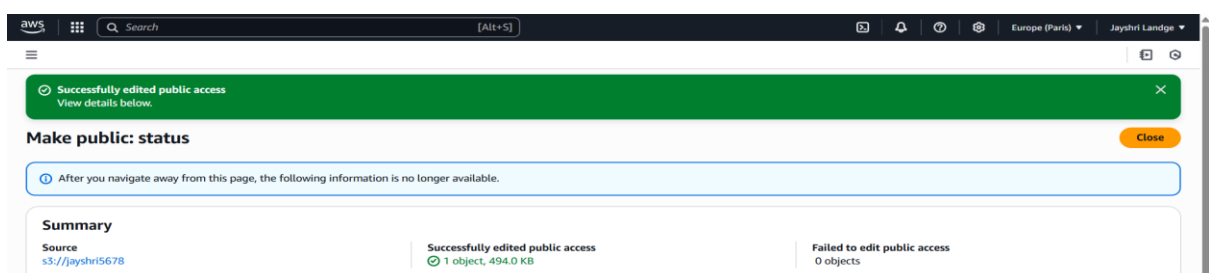 aws Search [Alt+S] Europe (Paris) Jayshri Landge
Successfully edited public access
View details below.
Make public: status
Close
After you navigate away from this page, the following information is no longer available.
Summary
Source Successfully edited public access Failed to edit public access
s3://jayshri5678 1 object, 494.0 KB 0 objects